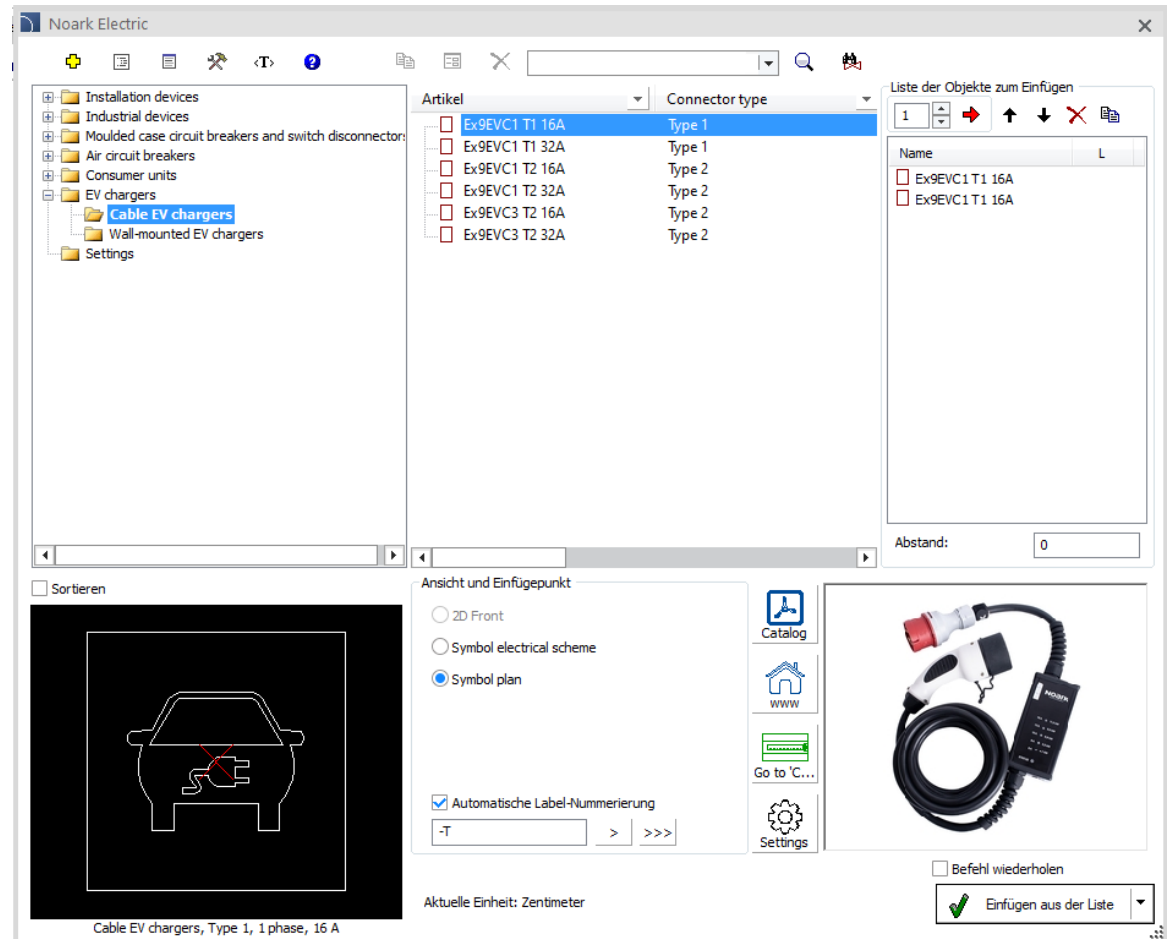 Noark Electric
<T>
Installation devices
Industrial devices
Moulded case circuit breakers and switch disconnectors
Air circuit breakers
Consumer units
EV chargers
Cable EV chargers
Wall-mounted EV chargers
Settings
Artikel Connector type
Ex9EVC1 T1 16A Type 1
Ex9EVC1 T1 32A Type 1
Ex9EVC1 T2 16A Type 2
Ex9EVC1 T2 32A Type 2
Ex9EVC3 T2 16A Type 2
Ex9EVC3 T2 32A Type 2
Liste der Objekte zum Einfügen
1
Name L
Ex9EVC1 T1 16A
Ex9EVC1 T1 16A
Abstand: 0
Sortieren
Cable EV chargers, Type 1, 1 phase, 16 A
Ansicht und Einfügepunkt
2D Front
Symbol electrical scheme
Symbol plan
Automatische Label-Nummerierung
-T > >>>
Aktuelle Einheit: Zentimeter
Catalog
www
Go to 'C...
Settings
NOARK
Befehl wiederholen
Einfügen aus der Liste